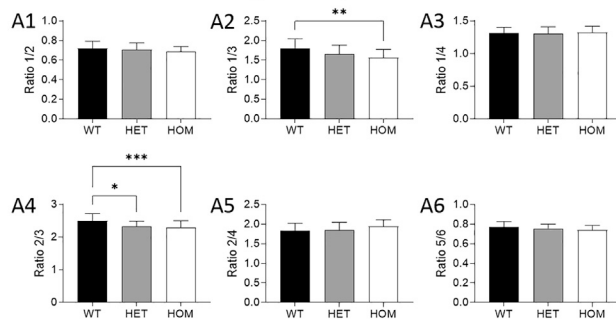 A1
Ratio 1/2
1.0
0.8
0.6
0.4
0.2
0.0
WT HET HOM
A2
Ratio 1/3
2.5
2.0
1.5
1.0
0.5
0.0
**
WT HET HOM
A3
Ratio 1/4
1.5
1.0
0.5
0.0
WT HET HOM
A4
Ratio 2/3
3
2
1
0
***
*
WT HET HOM
A5
Ratio 2/4
2.5
2.0
1.5
1.0
0.5
0.0
WT HET HOM
A6
Ratio 5/6
1.0
0.8
0.6
0.4
0.2
0.0
WT HET HOM